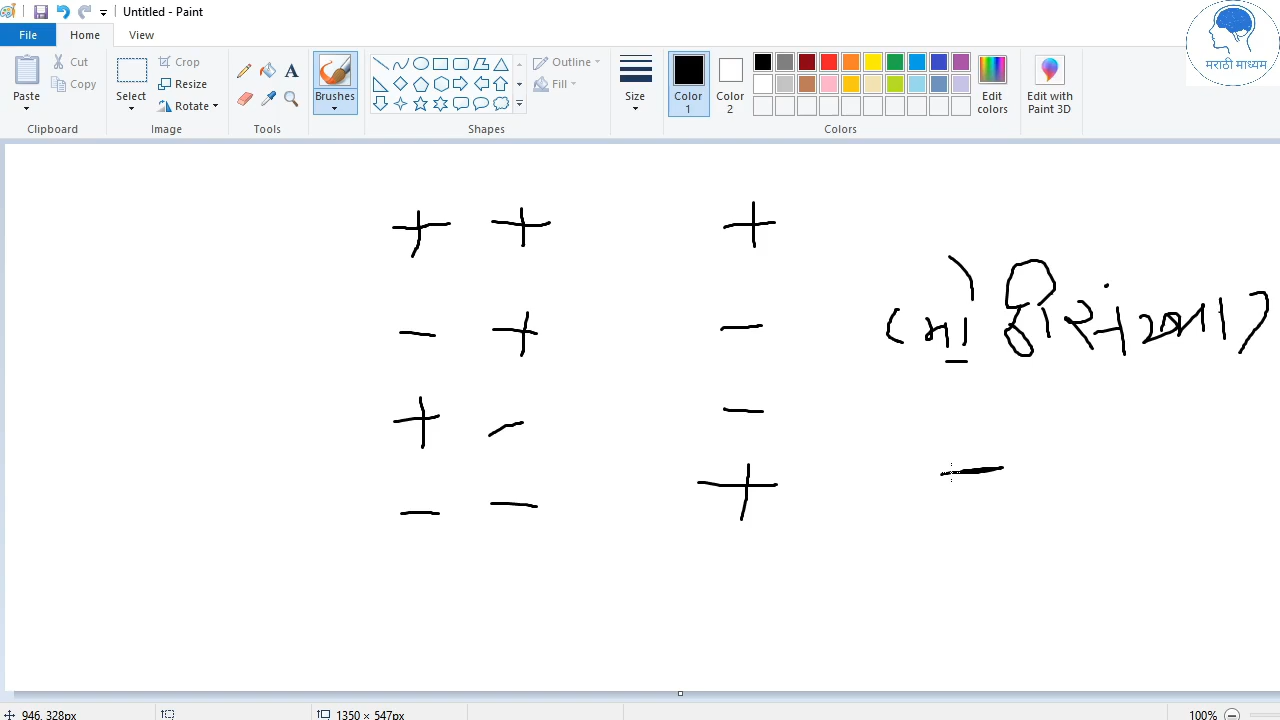 Untitled - Paint
File Home View
Paste Cut Copy Clipboard
Select Crop Resize Rotate Image
Tools
Brushes
Shapes Outline Fill
Size
Color 1 Color 2 Edit colors Edit with Paint 3D Colors
मराठी माध्यम
+ + +
- + -
+ - -
- - +
-
946, 328px 1350 × 547px 100%